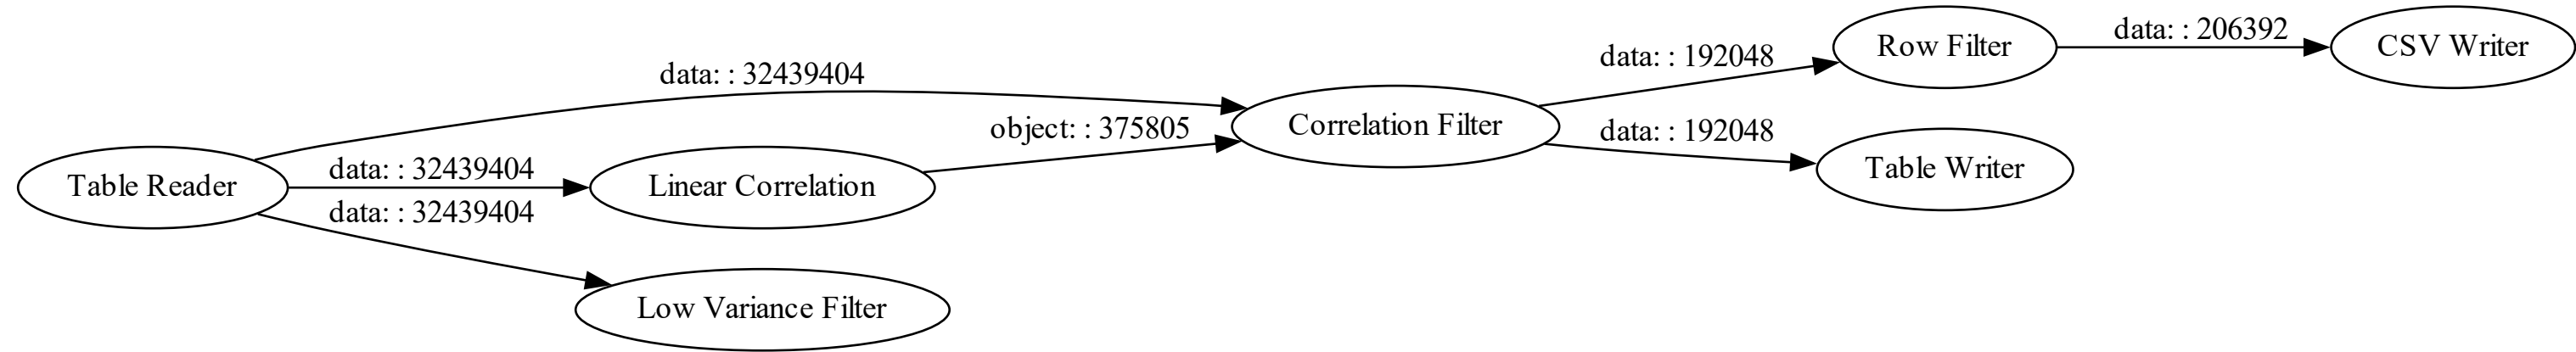 Row Filter
data: : 206392
CSV Writer
data: : 192048
data: : 32439404
object: : 375805
Correlation Filter
data: : 192048
Table Writer
Table Reader
data: : 32439404
Linear Correlation
data: : 32439404
Low Variance Filter